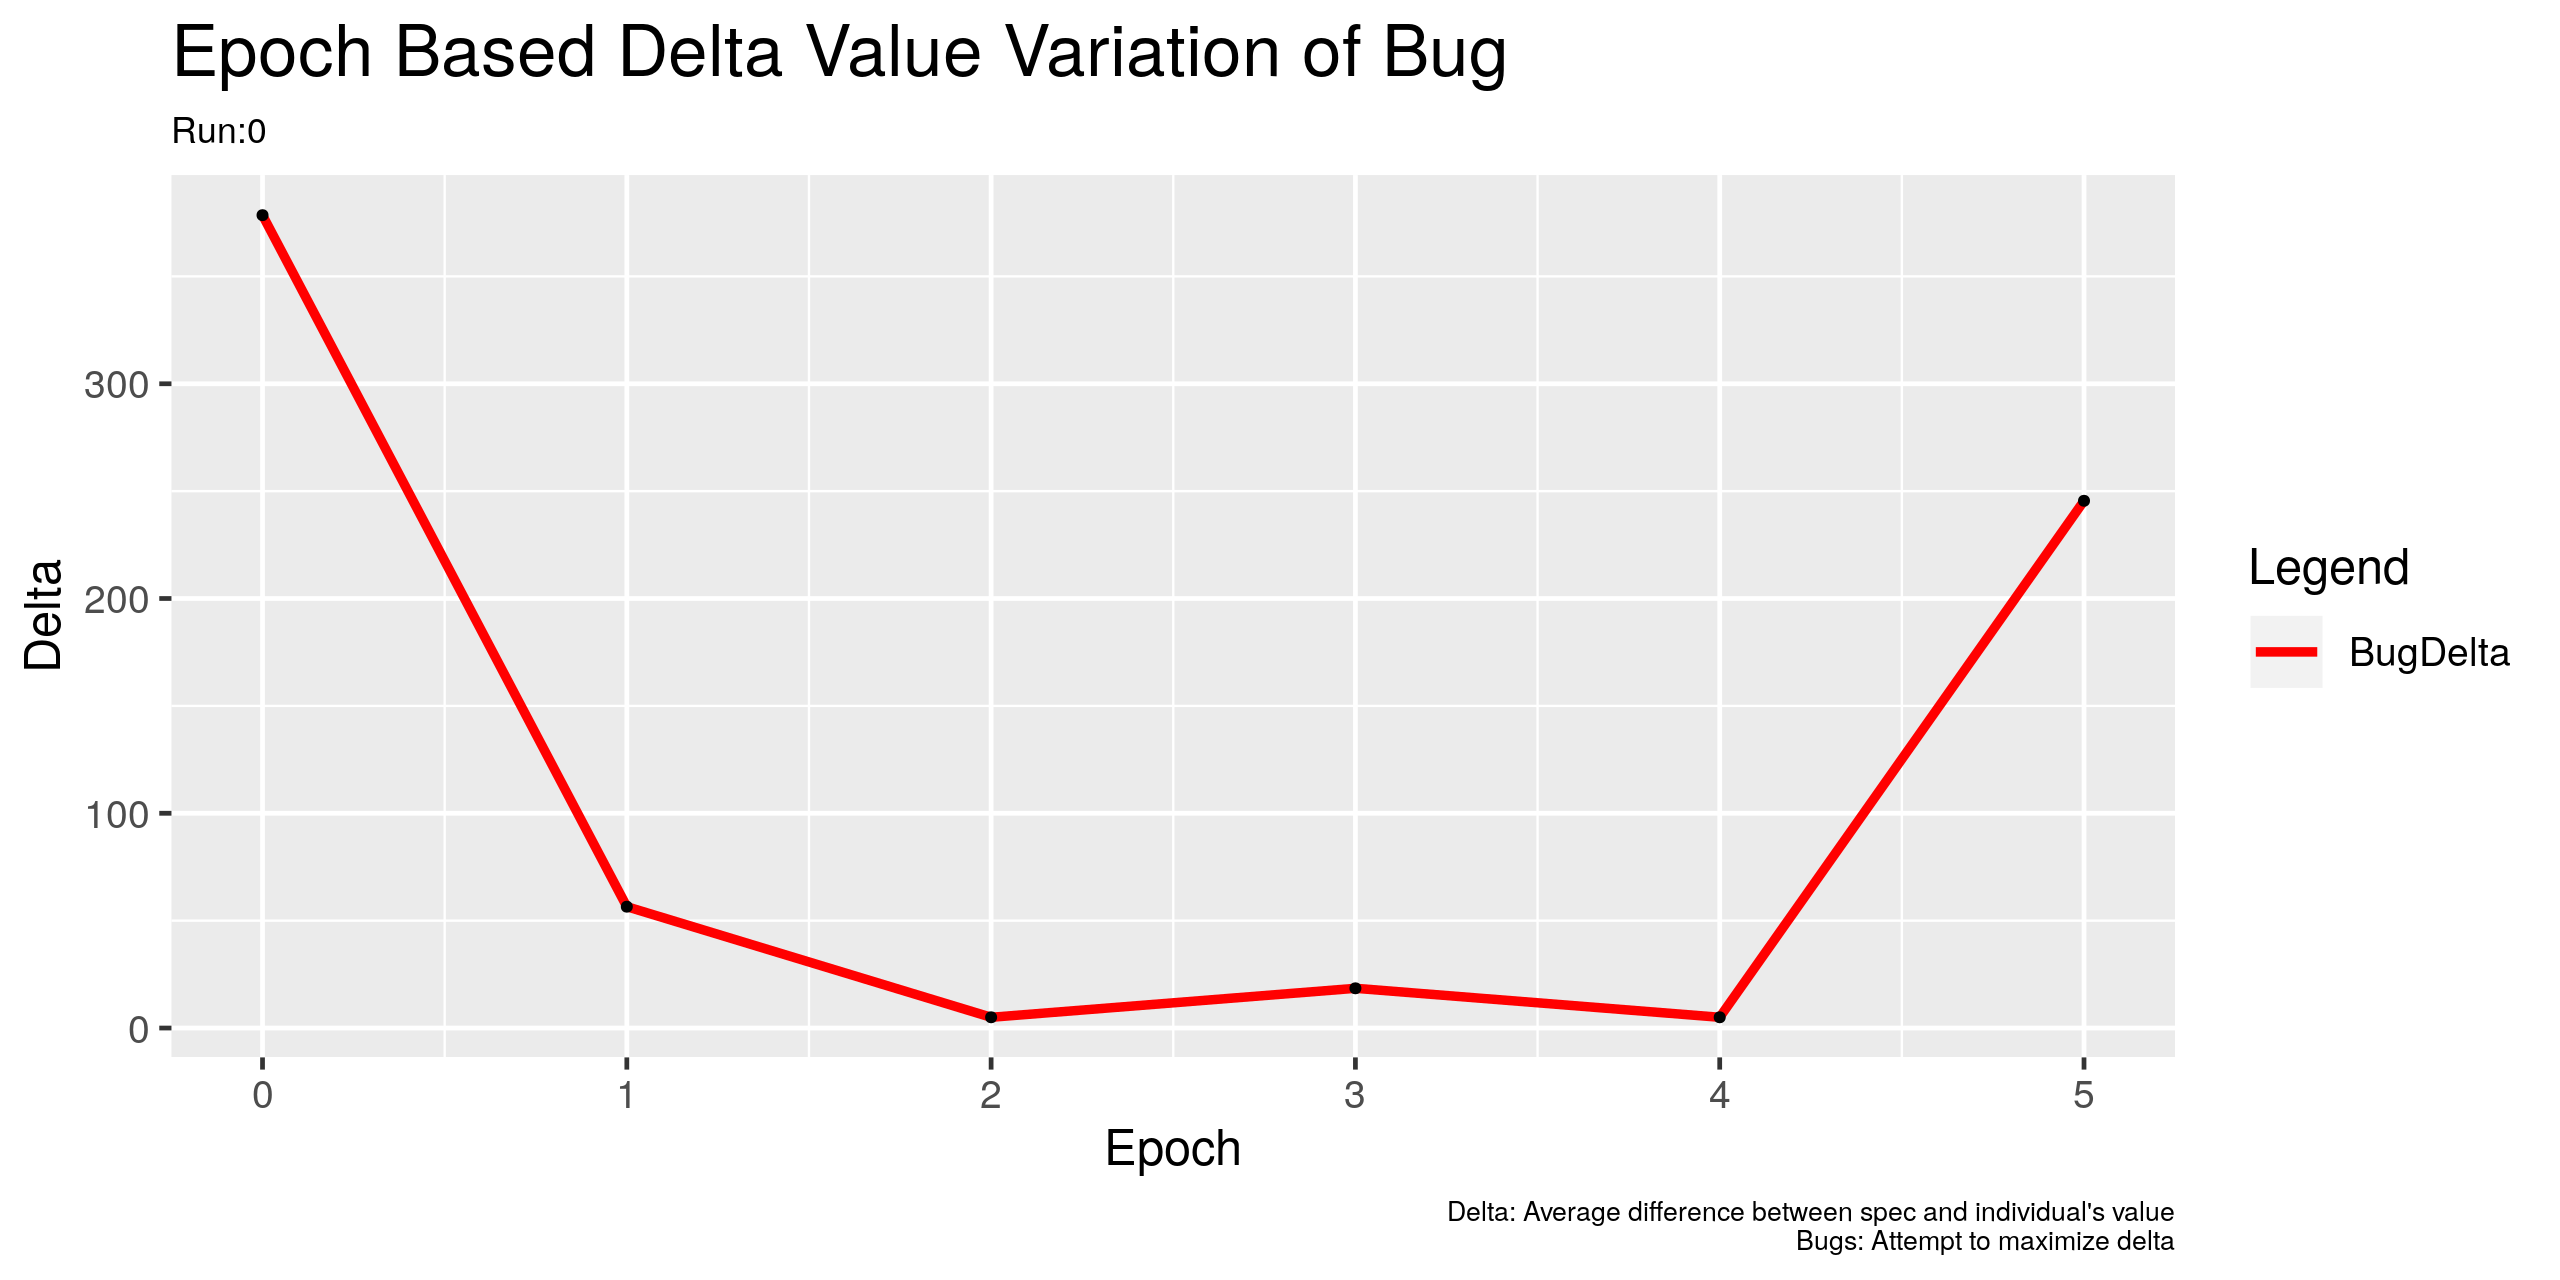 Epoch Based Delta Value Variation of Bug
Run:0
Delta
300
200
100
0
0 1 2 3 4 5
Epoch
Legend
BugDelta
Delta: Average difference between spec and individual's value
Bugs: Attempt to maximize delta